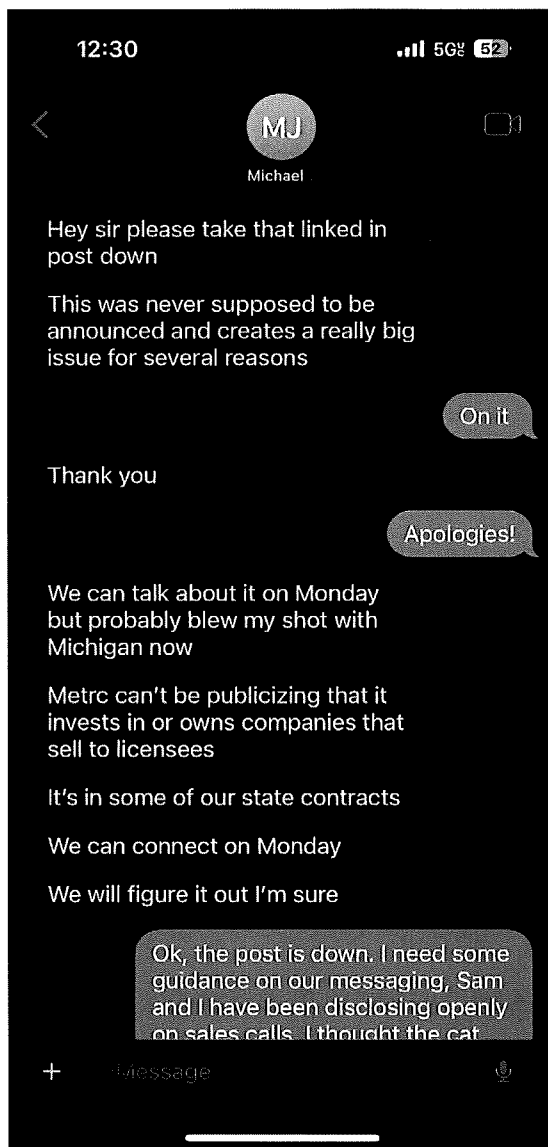 12:30
5G
52
MJ
Michael
Hey sir please take that linked in
post down
This was never supposed to be
announced and creates a really big
issue for several reasons
On it
Thank you
Apologies!
We can talk about it on Monday
but probably blew my shot with
Michigan now
Metrc can't be publicizing that it
invests in or owns companies that
sell to licensees
It's in some of our state contracts
We can connect on Monday
We will figure it out I'm sure
Ok, the post is down. I need some
guidance on our messaging, Sam
and I have been disclosing openly
on sales calls. I thought the cat
Message